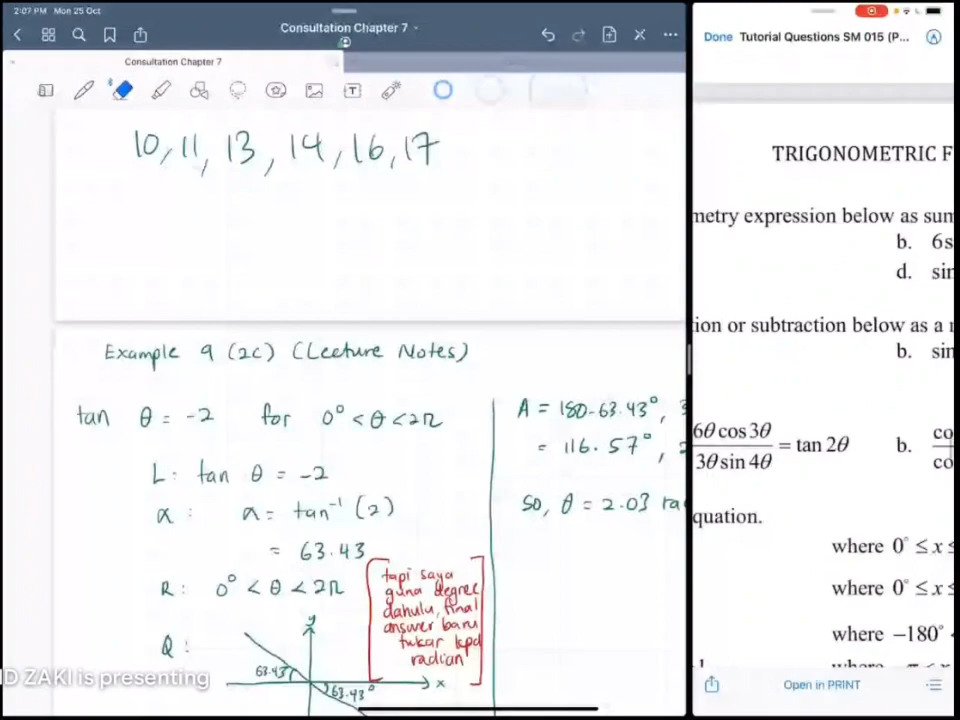 2:07 PM Mon 25 Oct
Consultation Chapter 7
Consultation Chapter 7
10, 11, 13, 14, 16, 17
Example 9 (2c) (Lecture Notes)
tan θ = -2 for 0° < θ < 2π
L: tan θ = -2
α: α = tan⁻¹ (2)
= 63.43
R: 0° < θ < 2π
Q:
y
63.43°
63.43°
x
tapi saya
guna degree
dahulu, final
answer baru
tukar kpd
radian
A = 180-63.43°, 3
= 116.57°, 2
so, θ = 2.03 rad
D ZAKI is presenting
Done Tutorial Questions SM 015 (P...
TRIGONOMETRIC F
metry expression below as sum
b. 6s
d. sin
tion or subtraction below as a
b. sin
6θ cos 3θ
3θ sin 4θ
= tan 2θ
b. co
co
quation.
where 0° ≤ x ≤
where 0° ≤ x ≤
where −180°
Open in PRINT